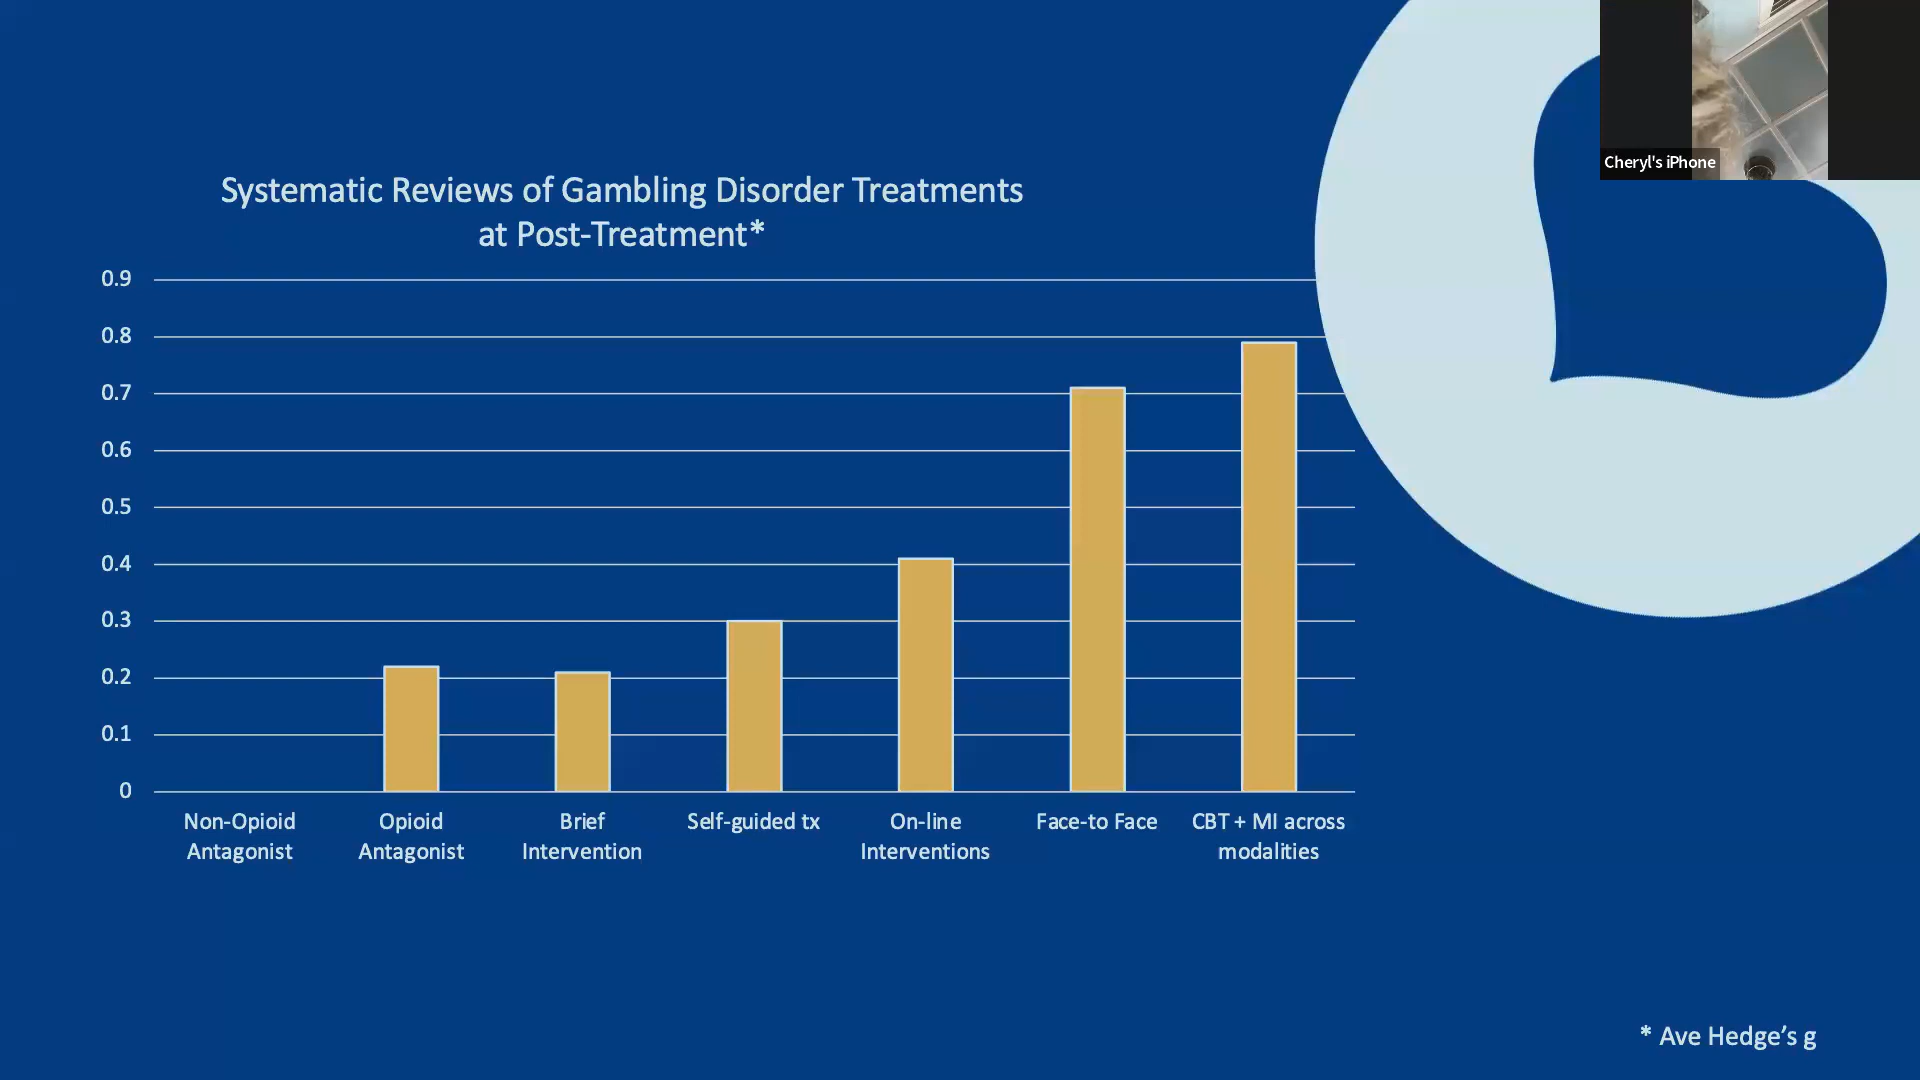 Cheryl's iPhone
Systematic Reviews of Gambling Disorder Treatments
at Post-Treatment*
0.9
0.8
0.7
0.6
0.5
0.4
0.3
0.2
0.1
0
Non-Opioid
Antagonist
Opioid
Antagonist
Brief
Intervention
Self-guided tx
On-line
Interventions
Face-to Face
CBT + MI across
modalities
* Ave Hedge’s g